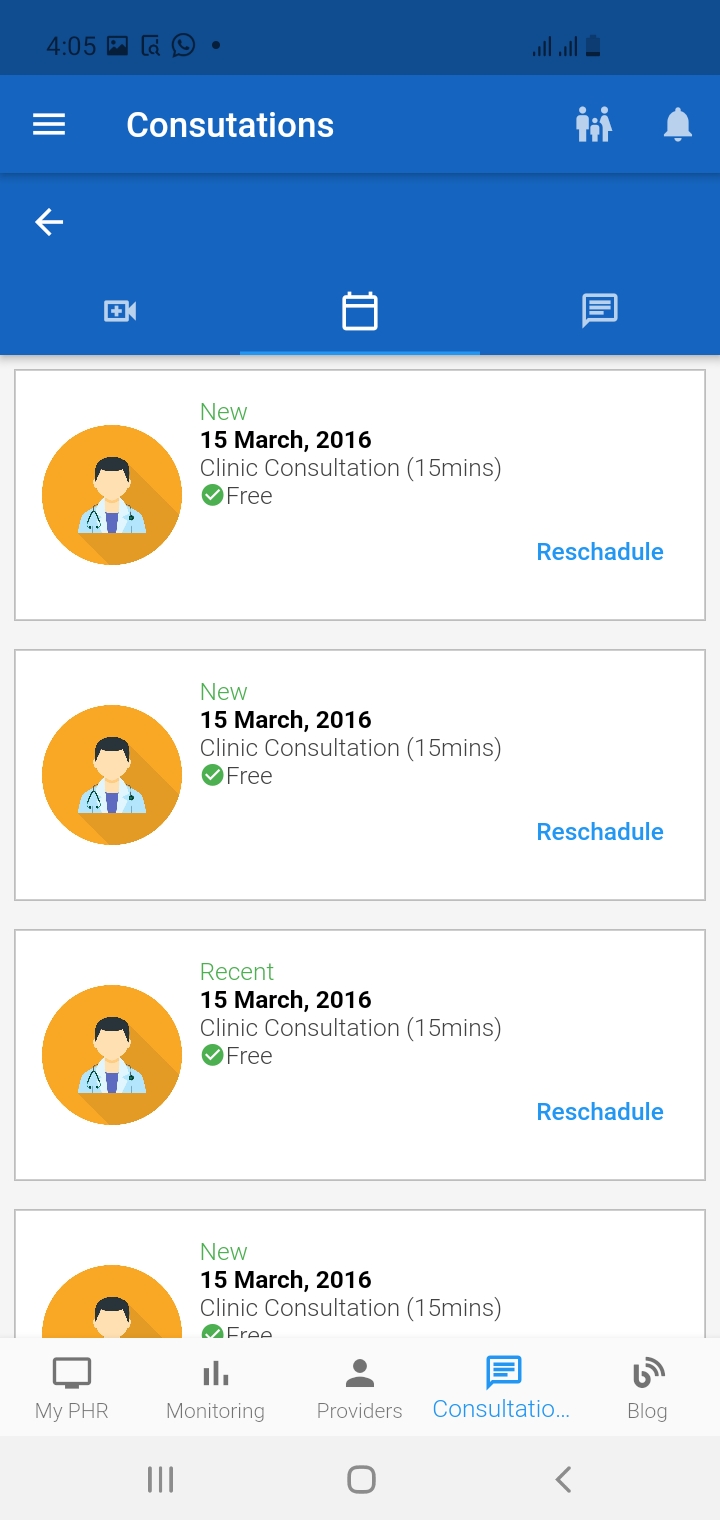 4:05
Consutations
New
15 March, 2016
Clinic Consultation (15mins)
Free
Reschadule
New
15 March, 2016
Clinic Consultation (15mins)
Free
Reschadule
Recent
15 March, 2016
Clinic Consultation (15mins)
Free
Reschadule
New
15 March, 2016
Clinic Consultation (15mins)
Free
My PHR Monitoring Providers Consultatio... Blog